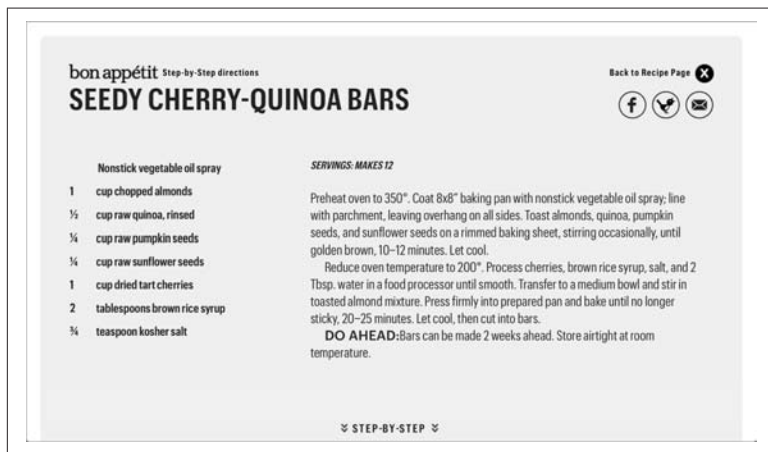 bon appétit Step-by-Step directions
Back to Recipe Page X
SEEDY CHERRY-QUINOA BARS
Nonstick vegetable oil spray
1 cup chopped almonds
½ cup raw quinoa, rinsed
¼ cup raw pumpkin seeds
¼ cup raw sunflower seeds
1 cup dried tart cherries
2 tablespoons brown rice syrup
¾ teaspoon kosher salt
SERVINGS: MAKES 12
Preheat oven to 350°. Coat 8x8" baking pan with nonstick vegetable oil spray; line
with parchment, leaving overhang on all sides. Toast almonds, quinoa, pumpkin
seeds, and sunflower seeds on a rimmed baking sheet, stirring occasionally, until
golden brown, 10–12 minutes. Let cool.
Reduce oven temperature to 200°. Process cherries, brown rice syrup, salt, and 2
Tbsp. water in a food processor until smooth. Transfer to a medium bowl and stir in
toasted almond mixture. Press firmly into prepared pan and bake until no longer
sticky, 20–25 minutes. Let cool, then cut into bars.
DO AHEAD:Bars can be made 2 weeks ahead. Store airtight at room
temperature.
STEP-BY-STEP